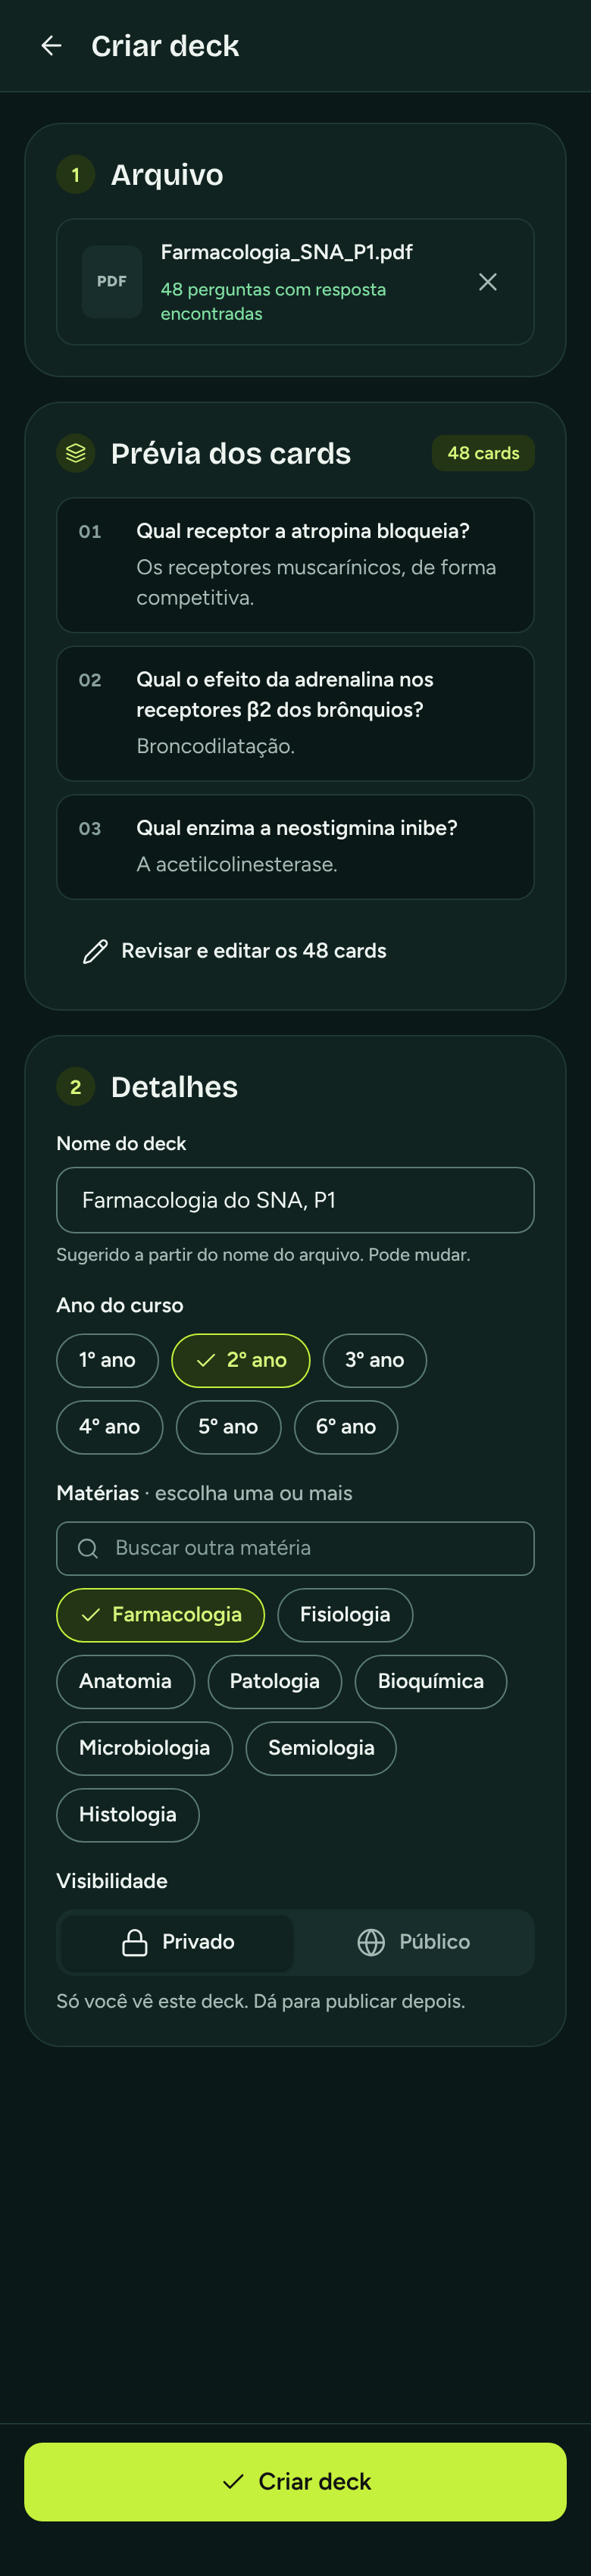 Criar deck
1 Arquivo
PDF
Farmacologia_SNA_P1.pdf
48 perguntas com resposta
encontradas
Prévia dos cards 48 cards
01 Qual receptor a atropina bloqueia?
Os receptores muscarínicos, de forma
competitiva.
02 Qual o efeito da adrenalina nos
receptores β2 dos brônquios?
Broncodilatação.
03 Qual enzima a neostigmina inibe?
A acetilcolinesterase.
Revisar e editar os 48 cards
2 Detalhes
Nome do deck
Farmacologia do SNA, P1
Sugerido a partir do nome do arquivo. Pode mudar.
Ano do curso
1º ano 2º ano 3º ano
4º ano 5º ano 6º ano
Matérias · escolha uma ou mais
Buscar outra matéria
Farmacologia Fisiologia
Anatomia Patologia Bioquímica
Microbiologia Semiologia
Histologia
Visibilidade
Privado Público
Só você vê este deck. Dá para publicar depois.
Criar deck